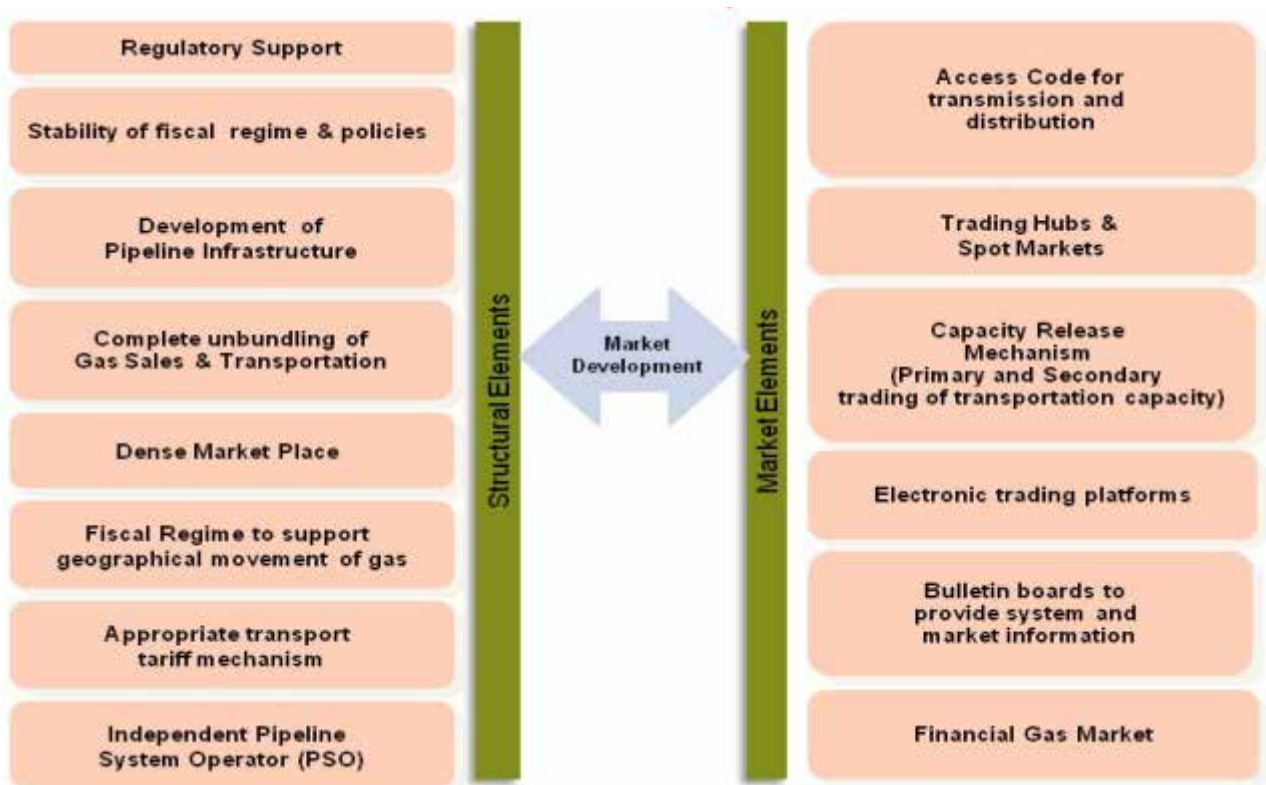 Regulatory Support
Stability of fiscal regime & policies
Development of
Pipeline Infrastructure
Complete unbundling of
Gas Sales & Transportation
Dense Market Place
Fiscal Regime to support
geographical movement of gas
Appropriate transport
tariff mechanism
Independent Pipeline
System Operator (PSO)
Structural Elements
Market
Development
Market Elements
Access Code for
transmission and
distribution
Trading Hubs &
Spot Markets
Capacity Release
Mechanism
(Primary and Secondary
trading of transportation capacity)
Electronic trading platforms
Bulletin boards to
provide system and
market information
Financial Gas Market